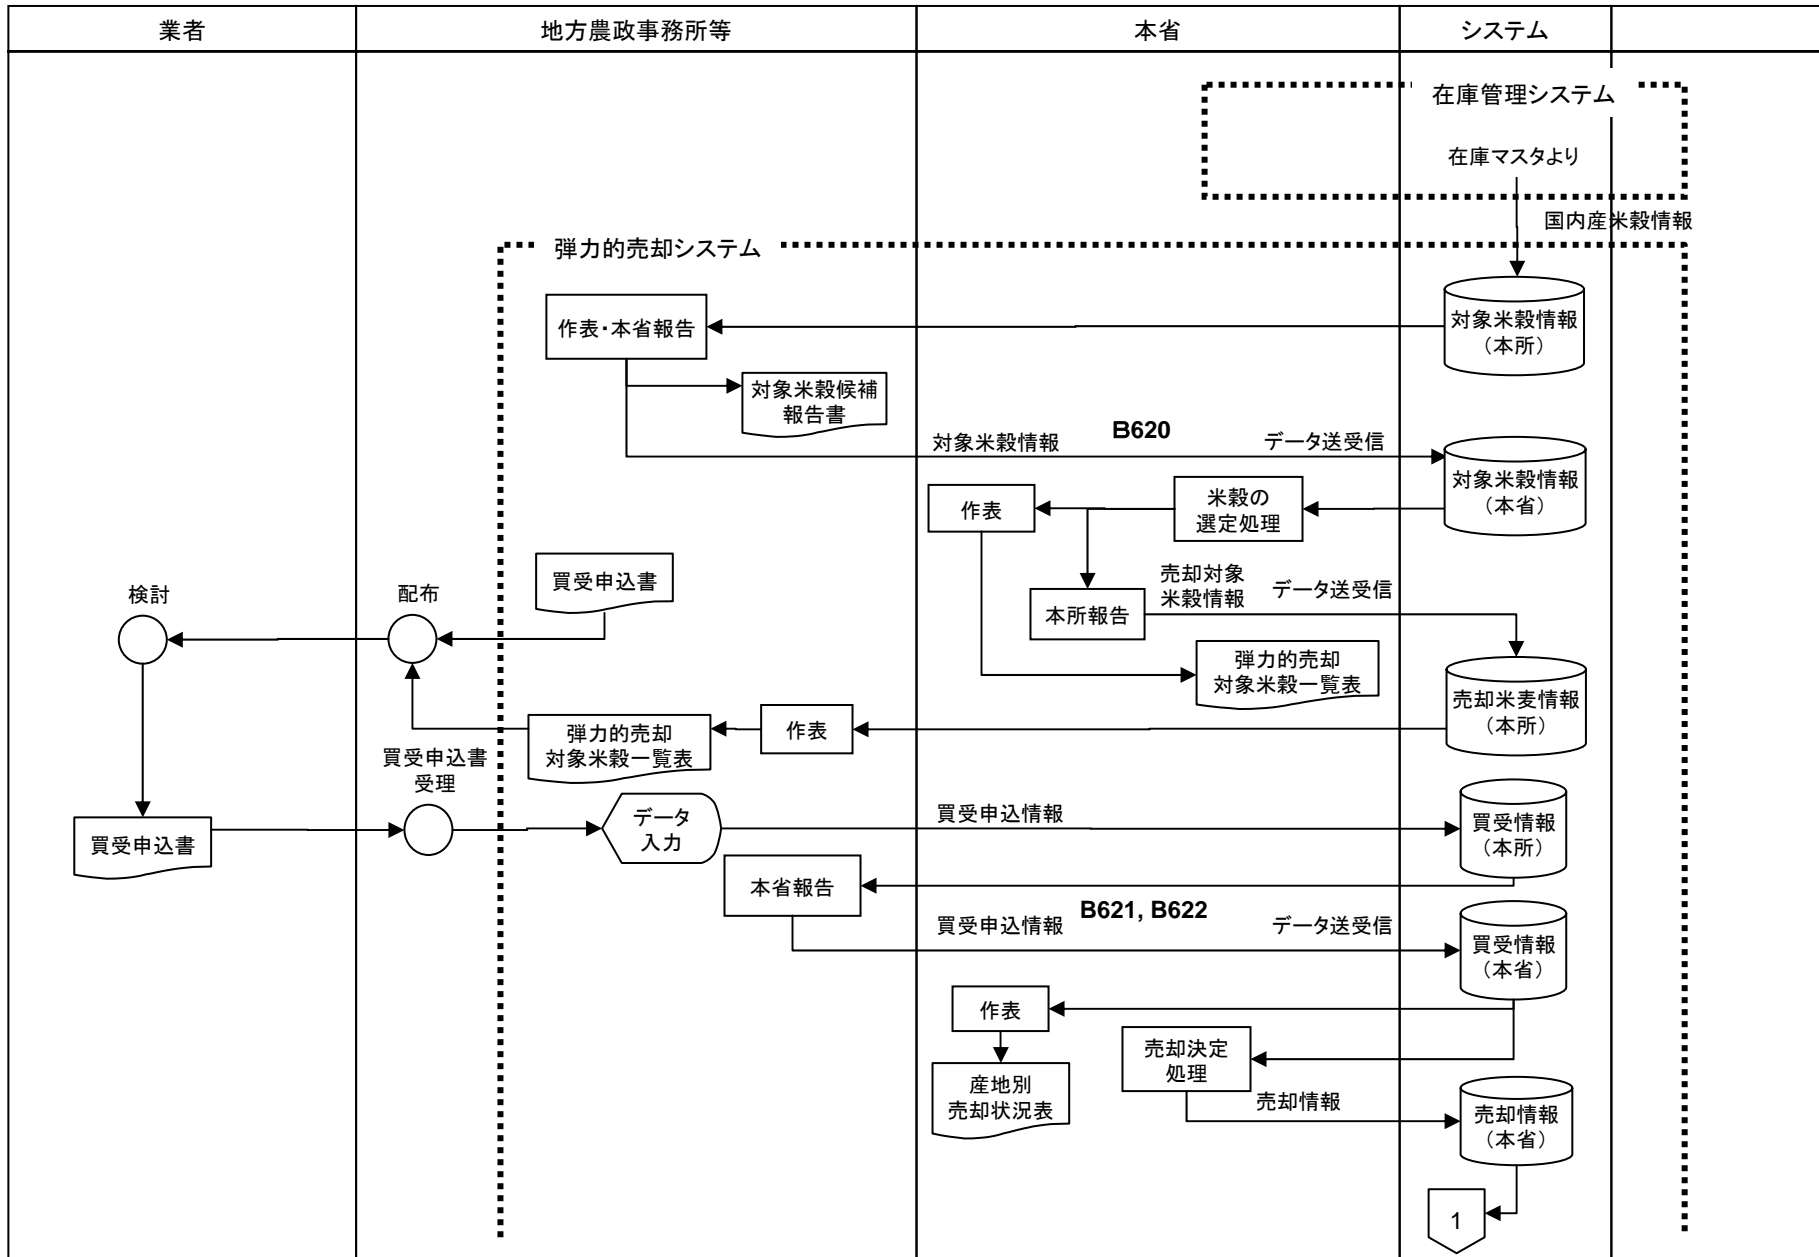 業者
地方農政事務所等
本省
システム
在庫管理システム
在庫マスタより
国内産米穀情報
弾力的売却システム
作表・本省報告
対象米穀情報
（本所）
対象米穀候補
報告書
対象米穀情報
B620
データ送受信
対象米穀情報
（本省）
作表
米穀の
選定処理
買受申込書
検討
配布
売却対象
米穀情報
データ送受信
本所報告
弾力的売却
対象米穀一覧表
売却米麦情報
（本所）
作表
弾力的売却
対象米穀一覧表
買受申込書
受理
買受申込書
データ
入力
買受申込情報
買受情報
（本所）
本省報告
買受申込情報
B621, B622
データ送受信
買受情報
（本省）
作表
売却決定
処理
産地別
売却状況表
売却情報
売却情報
（本省）
1